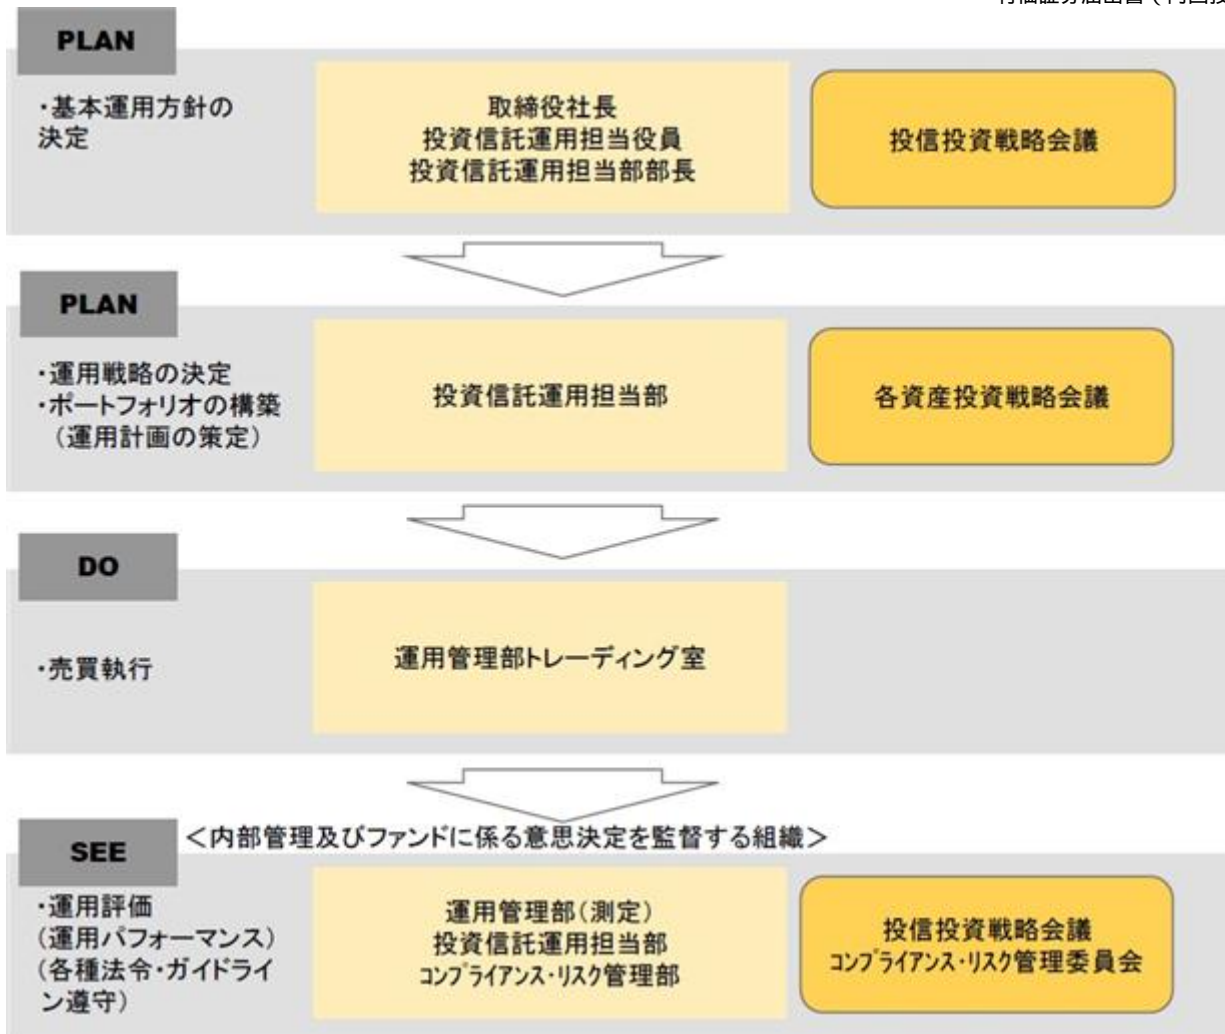 PLAN
・基本運用方針の
決定
取締役社長
投資信託運用担当役員
投資信託運用担当部部長
投信投資戦略会議
PLAN
・運用戦略の決定
・ポートフォリオの構築
（運用計画の策定）
投資信託運用担当部
各資産投資戦略会議
DO
・売買執行
運用管理部トレーディング室
＜内部管理及びファンドに係る意思決定を監督する組織＞
SEE
・運用評価
(運用パフォーマンス)
(各種法令・ガイドライ
ン遵守)
運用管理部(測定)
投資信託運用担当部
ｺﾝﾌﾟﾗｲｱﾝｽ・ﾘｽｸ管理部
投信投資戦略会議
ｺﾝﾌﾟﾗｲｱﾝｽ・ﾘｽｸ管理委員会